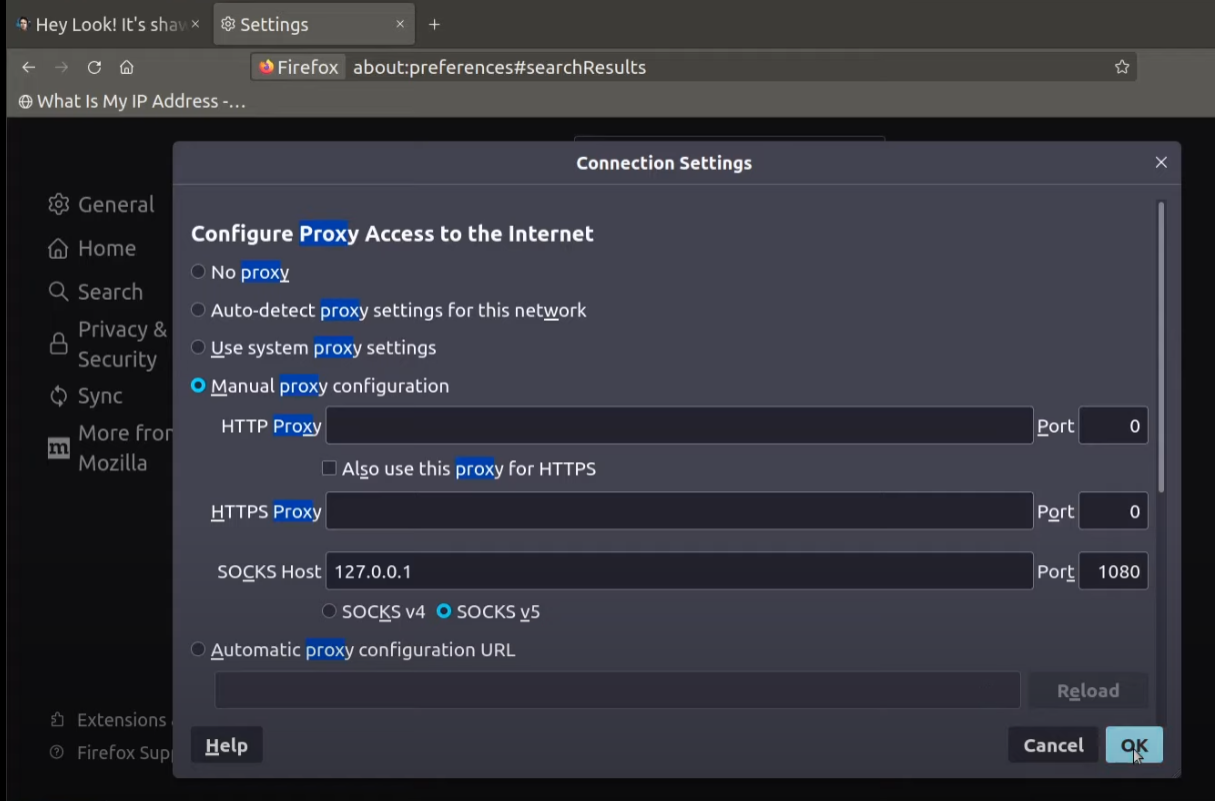 Hey Look! It's shaw
Settings
Firefox about:preferences#searchResults
What Is My IP Address -...
Connection Settings
General
Home
Search
Privacy &
Security
Sync
More from
Mozilla
Extensions
Firefox Supp
Configure Proxy Access to the Internet
No proxy
Auto-detect proxy settings for this network
Use system proxy settings
Manual proxy configuration
HTTP Proxy Port 0
Also use this proxy for HTTPS
HTTPS Proxy Port 0
SOCKS Host 127.0.0.1 Port 1080
SOCKS v4 SOCKS v5
Automatic proxy configuration URL
Reload
Help Cancel OK